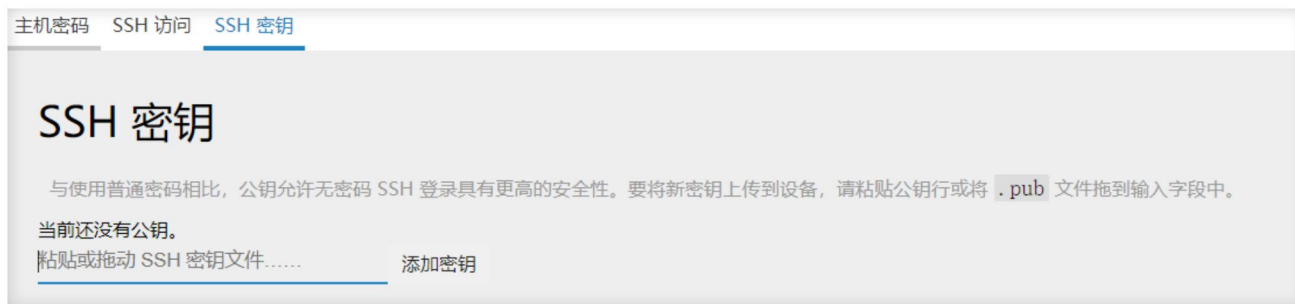 主机密码 SSH 访问 SSH 密钥
SSH 密钥
与使用普通密码相比，公钥允许无密码 SSH 登录具有更高的安全性。要将新密钥上传到设备，请粘贴公钥行或将 .pub 文件拖到输入字段中。
当前还没有公钥。
粘贴或拖动 SSH 密钥文件…… 添加密钥